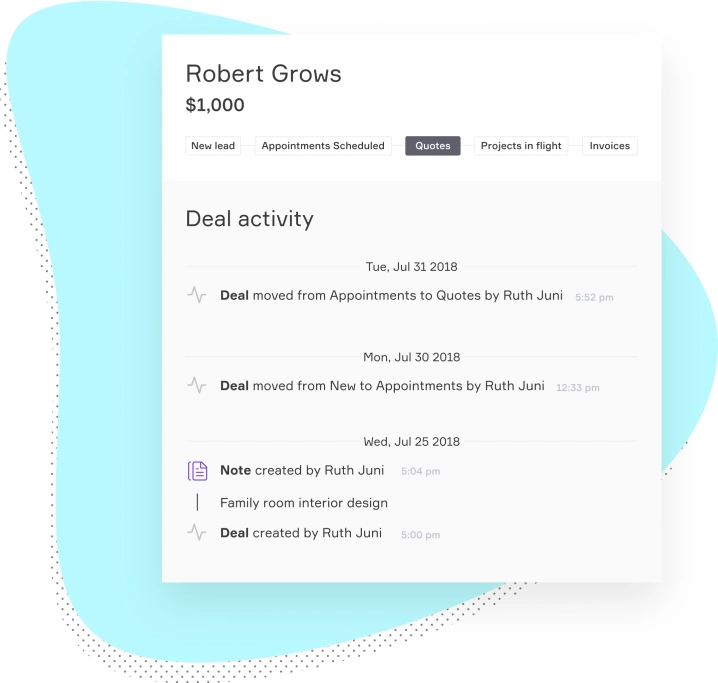 Robert Grows
$1,000
New lead Appointments Scheduled Quotes Projects in flight Invoices
Deal activity
Tue, Jul 31 2018
Deal moved from Appointments to Quotes by Ruth Juni 5:52 pm
Mon, Jul 30 2018
Deal moved from New to Appointments by Ruth Juni 12:33 pm
Wed, Jul 25 2018
Note created by Ruth Juni 5:04 pm
Family room interior design
Deal created by Ruth Juni 5:00 pm